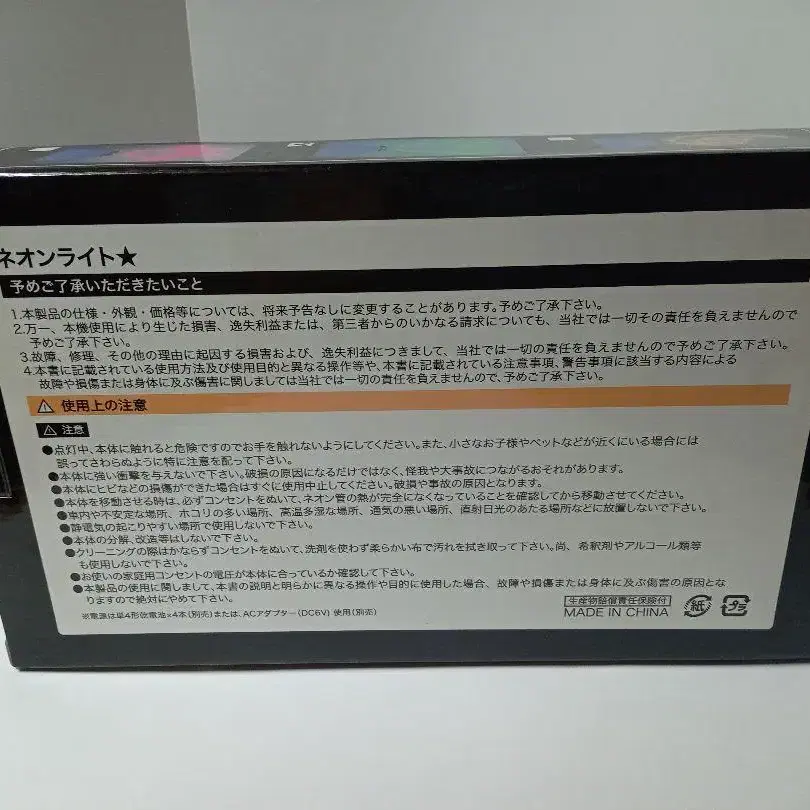 ネオンライト★
予めご了承いただきたいこと
1.本製品の仕様・外観・価格等については、将来予告なしに変更することがあります。予めご了承下さい。
2.万一、本機使用により生じた損害、逸失利益または、第三者からのいかなる請求についても、当社では一切その責任を負えませんので
予めご了承下さい。
3.故障、修理、その他の理由に起因する損害および、逸失利益につきまして、当社では一切の責任を負えませんので予めご了承下さい。
4.本書に記載されている使用方法及び使用目的と異なる操作等や、本書に記載されている注意事項、警告事項に該当する内容による
故障や損傷または身体に及ぶ傷害に関しましては当社では一切の責任を負えませんので、予めご了承下さい。
⚠ 使用上の注意
⚠ 注意
●点灯中、本体に触れると危険ですのでお手を触れないようにしてください。また、小さなお子様やペットなどが近くにいる場合には
誤ってさわらぬように特に注意を配って下さい。
●本体に強い衝撃を与えないで下さい。破損の原因になるだけではなく、怪我や大事故につながるおそれがあります。
●本体にヒビなどの損傷ができた場合はすぐに使用中止してください。破損や事故の原因となります。
●本体を移動させる時は、必ずコンセントをぬいて、ネオン管の熱が完全になくなっていることを確認してから移動させてください。
●車内や不安定な場所、ホコリの多い場所、高温多湿な場所、通気の悪い場所、直射日光のあたる場所などに放置しないで下さい。
●静電気の起こりやすい場所で使用しないで下さい。
●本体の分解、改造等はしないで下さい。
●クリーニングの際はかならずコンセントをぬいて、洗剤を使わず柔らかい布で汚れを拭き取って下さい。尚、希釈剤やアルコール類等
も使用しないで下さい。
●お使いの家庭用コンセントの電圧が本体に合っているか確認して下さい。
●本製品の使用に関しまして、本書の説明と明らかに異なる操作や目的に使用した場合、故障や損傷または身体に及ぶ傷害の原因とな
りますので絶対にやめて下さい。
※電源は単4形乾電池×4本(別売)または、ACアダプター(DC6V)使用(別売)
生産物賠償責任保険付
MADE IN CHINA
紙
プラ